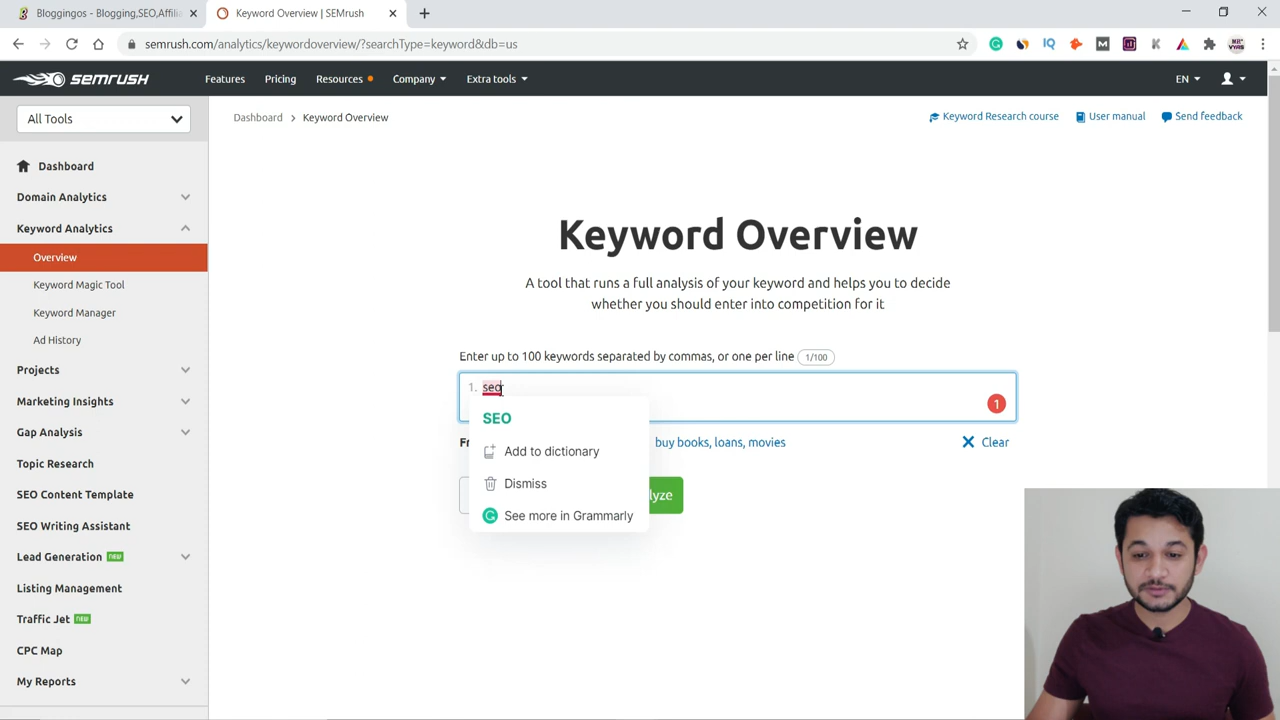 Bloggingos - Blogging,SEO,Affilia
Keyword Overview | SEMrush
semrush.com/analytics/keywordoverview/?searchType=keyword&db=us
semrush
Features
Pricing
Resources
Company
Extra tools
EN
All Tools
Dashboard > Keyword Overview
Keyword Research course
User manual
Send feedback
Dashboard
Domain Analytics
Keyword Analytics
Overview
Keyword Magic Tool
Keyword Manager
Ad History
Projects
Marketing Insights
Gap Analysis
Topic Research
SEO Content Template
SEO Writing Assistant
Lead Generation NEW
Listing Management
Traffic Jet NEW
CPC Map
My Reports
Keyword Overview
A tool that runs a full analysis of your keyword and helps you to decide
whether you should enter into competition for it
Enter up to 100 keywords separated by commas, or one per line 1/100
1. seo
1
SEO
Add to dictionary
Dismiss
See more in Grammarly
Fr
buy books, loans, movies
Clear
lyze